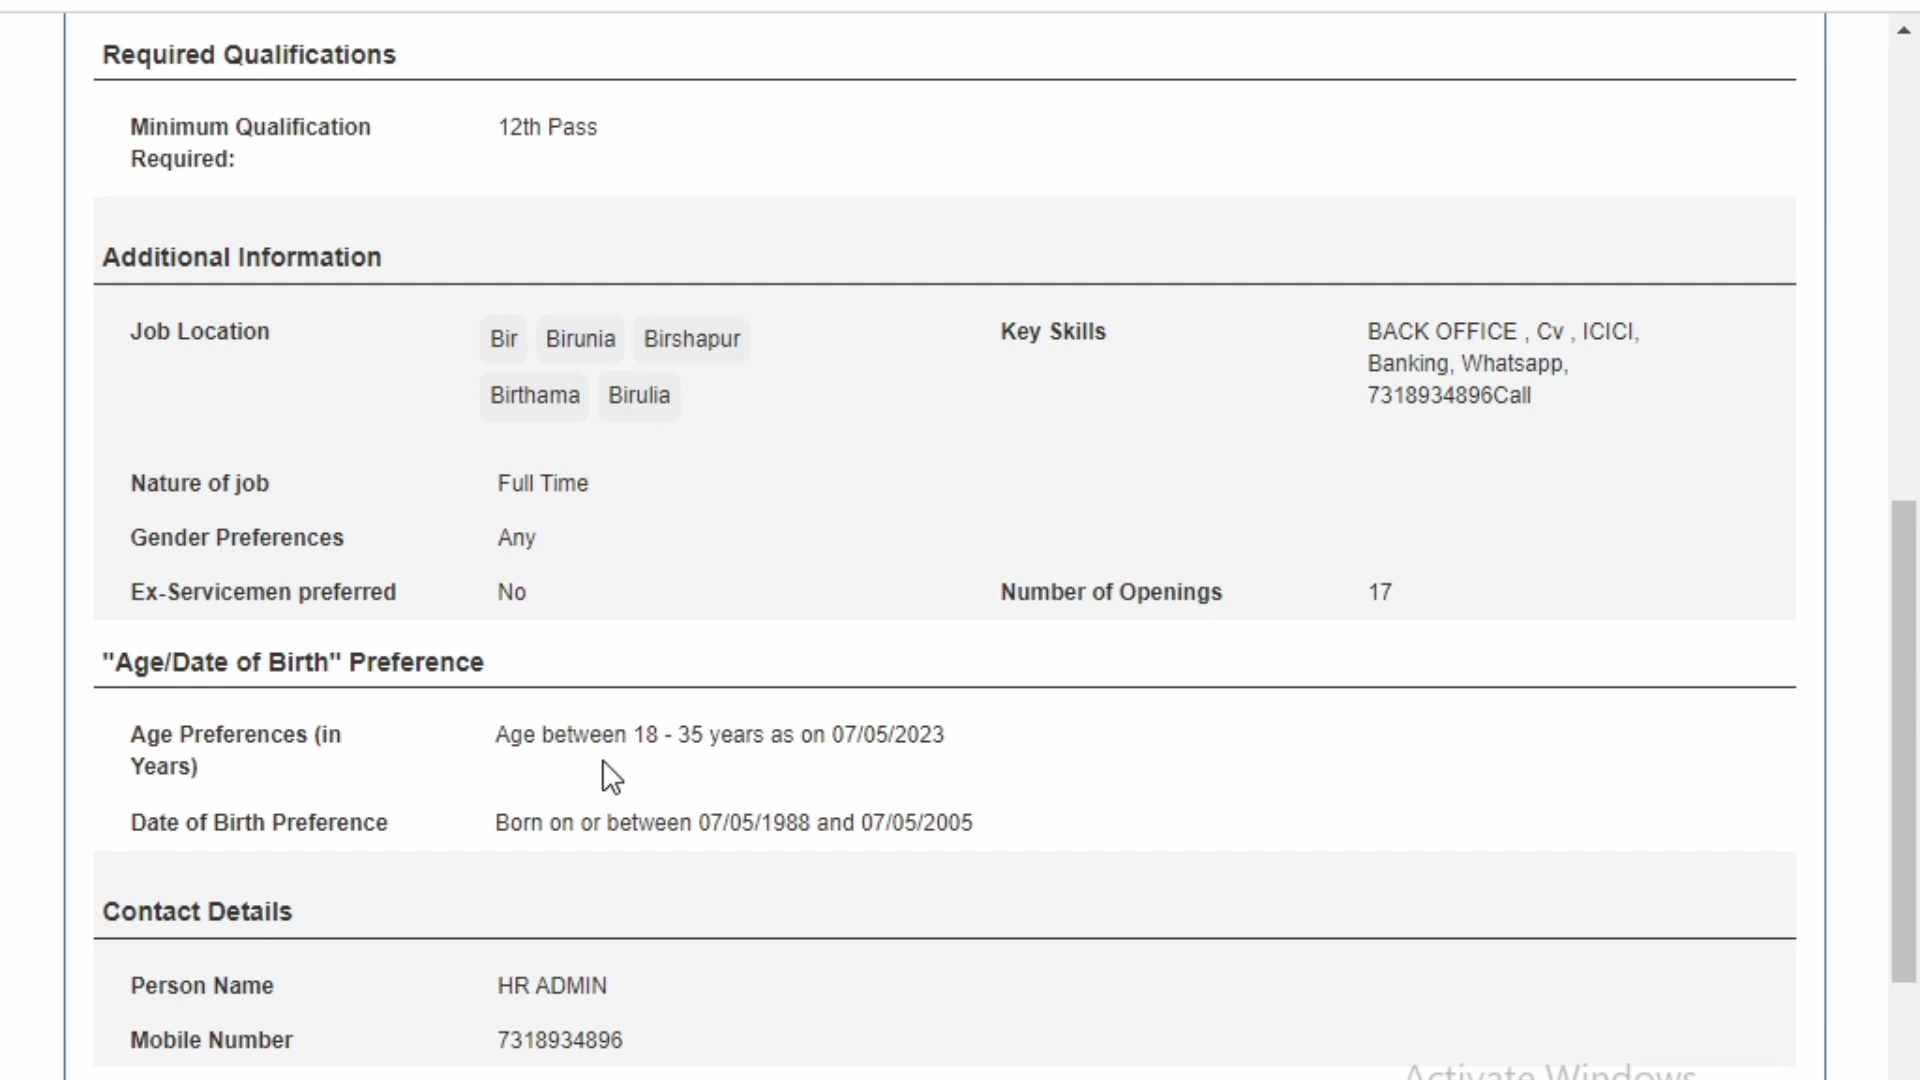 Required Qualifications
Minimum Qualification
Required:
12th Pass
Additional Information
Job Location
Bir Birunia Birshapur
Birthama Birulia
Key Skills
BACK OFFICE , Cv , ICICI,
Banking, Whatsapp,
7318934896Call
Nature of job
Full Time
Gender Preferences
Any
Ex-Servicemen preferred
No
Number of Openings
17
"Age/Date of Birth" Preference
Age Preferences (in
Years)
Age between 18 - 35 years as on 07/05/2023
Date of Birth Preference
Born on or between 07/05/1988 and 07/05/2005
Contact Details
Person Name
HR ADMIN
Mobile Number
7318934896
Activate Windows